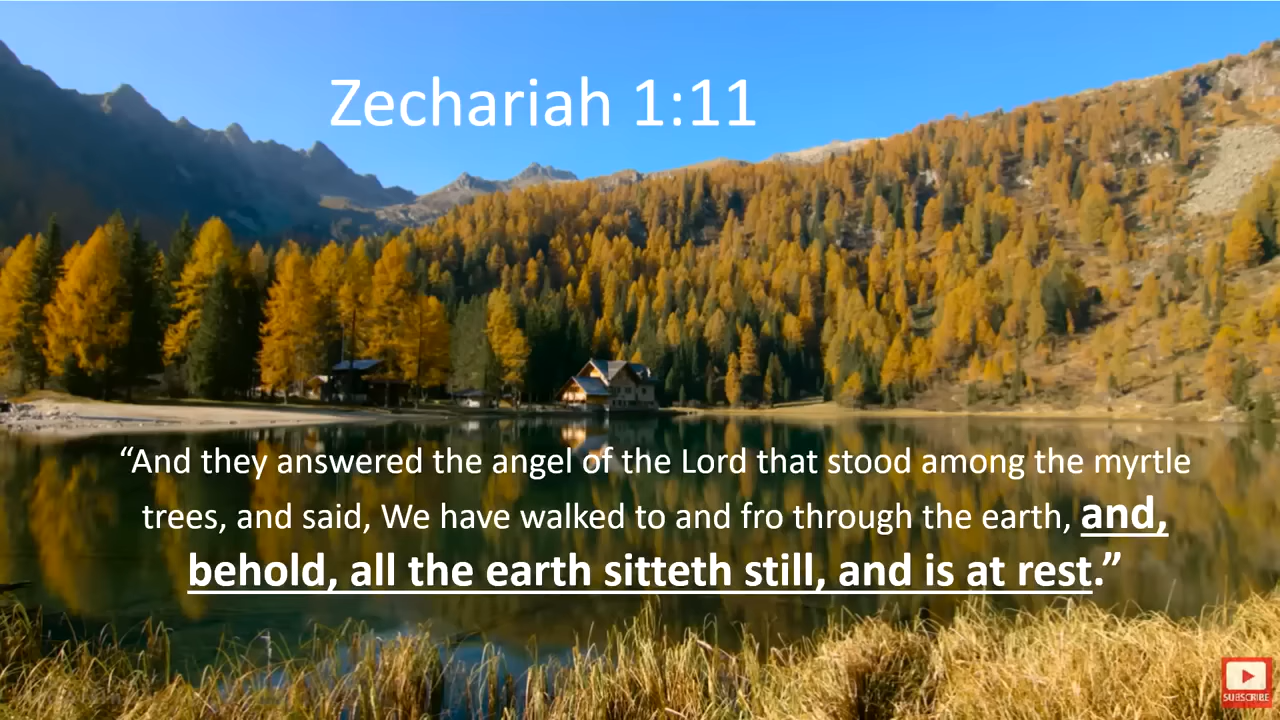 Zechariah 1:11
“And they answered the angel of the Lord that stood among the myrtle
trees, and said, We have walked to and fro through the earth, and,
behold, all the earth sitteth still, and is at rest.”
SUBSCRIBE